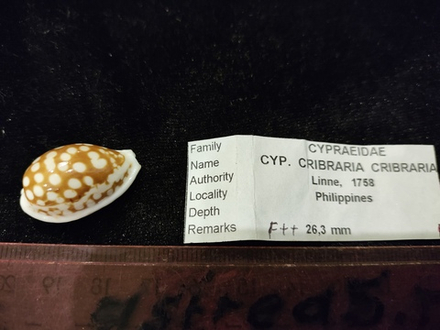 Family CYPRAEIDAE
Name CYP. CRIBRARIA CRIBRARIA
Authority Linne, 1758
Locality Philippines
Depth
Remarks F++ 26,3 mm